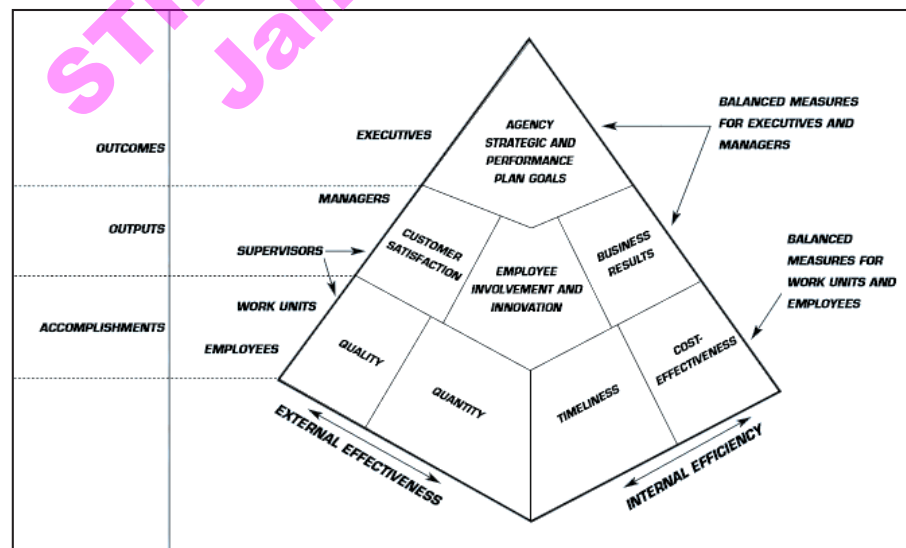 STI
Jan
OUTCOMES
EXECUTIVES
AGENCY
STRATEGIC AND
PERFORMANCE
PLAN GOALS
BALANCED MEASURES
FOR EXECUTIVES AND
MANAGERS
MANAGERS
OUTPUTS
SUPERVISORS
CUSTOMER
SATISFACTION
EMPLOYEE
INVOLVEMENT AND
INNOVATION
BUSINESS
RESULTS
BALANCED
MEASURES FOR
WORK UNITS AND
EMPLOYEES
ACCOMPLISHMENTS
WORK UNITS
EMPLOYEES
QUALITY
QUANTITY
TIMELINESS
COST-
EFFECTIVENESS
EXTERNAL EFFECTIVENESS
INTERNAL EFFICIENCY